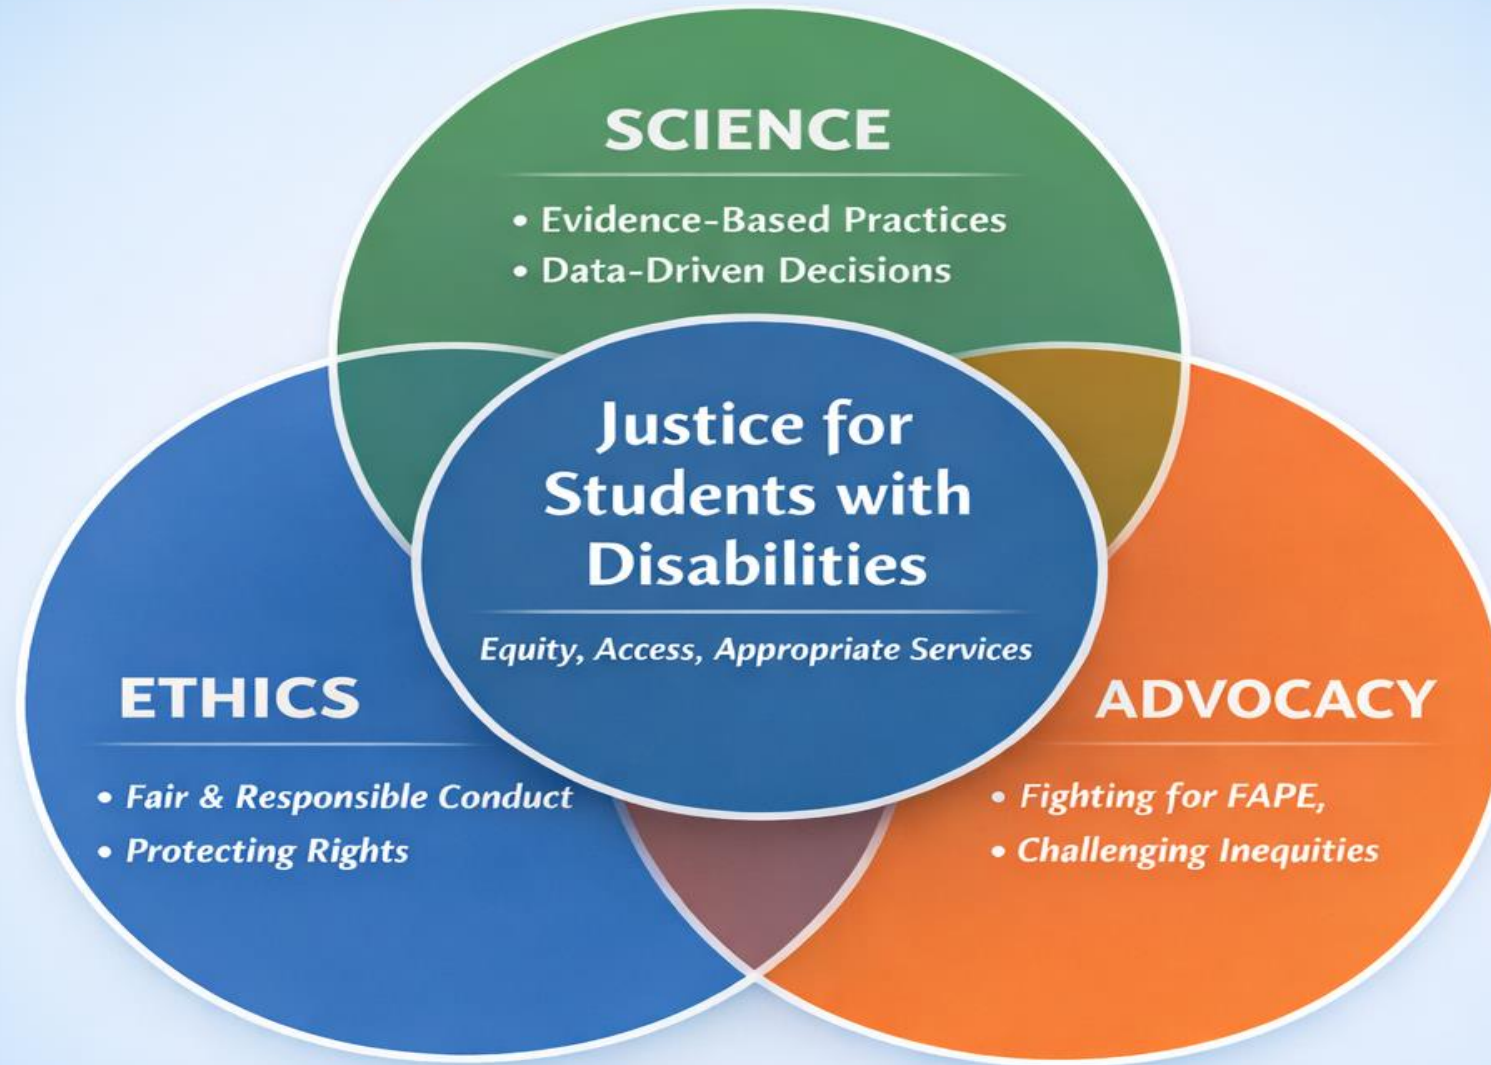 SCIENCE
• Evidence-Based Practices
• Data-Driven Decisions
Justice for
Students with
Disabilities
Equity, Access, Appropriate Services
ETHICS
• Fair & Responsible Conduct
• Protecting Rights
ADVOCACY
• Fighting for FAPE,
• Challenging Inequities